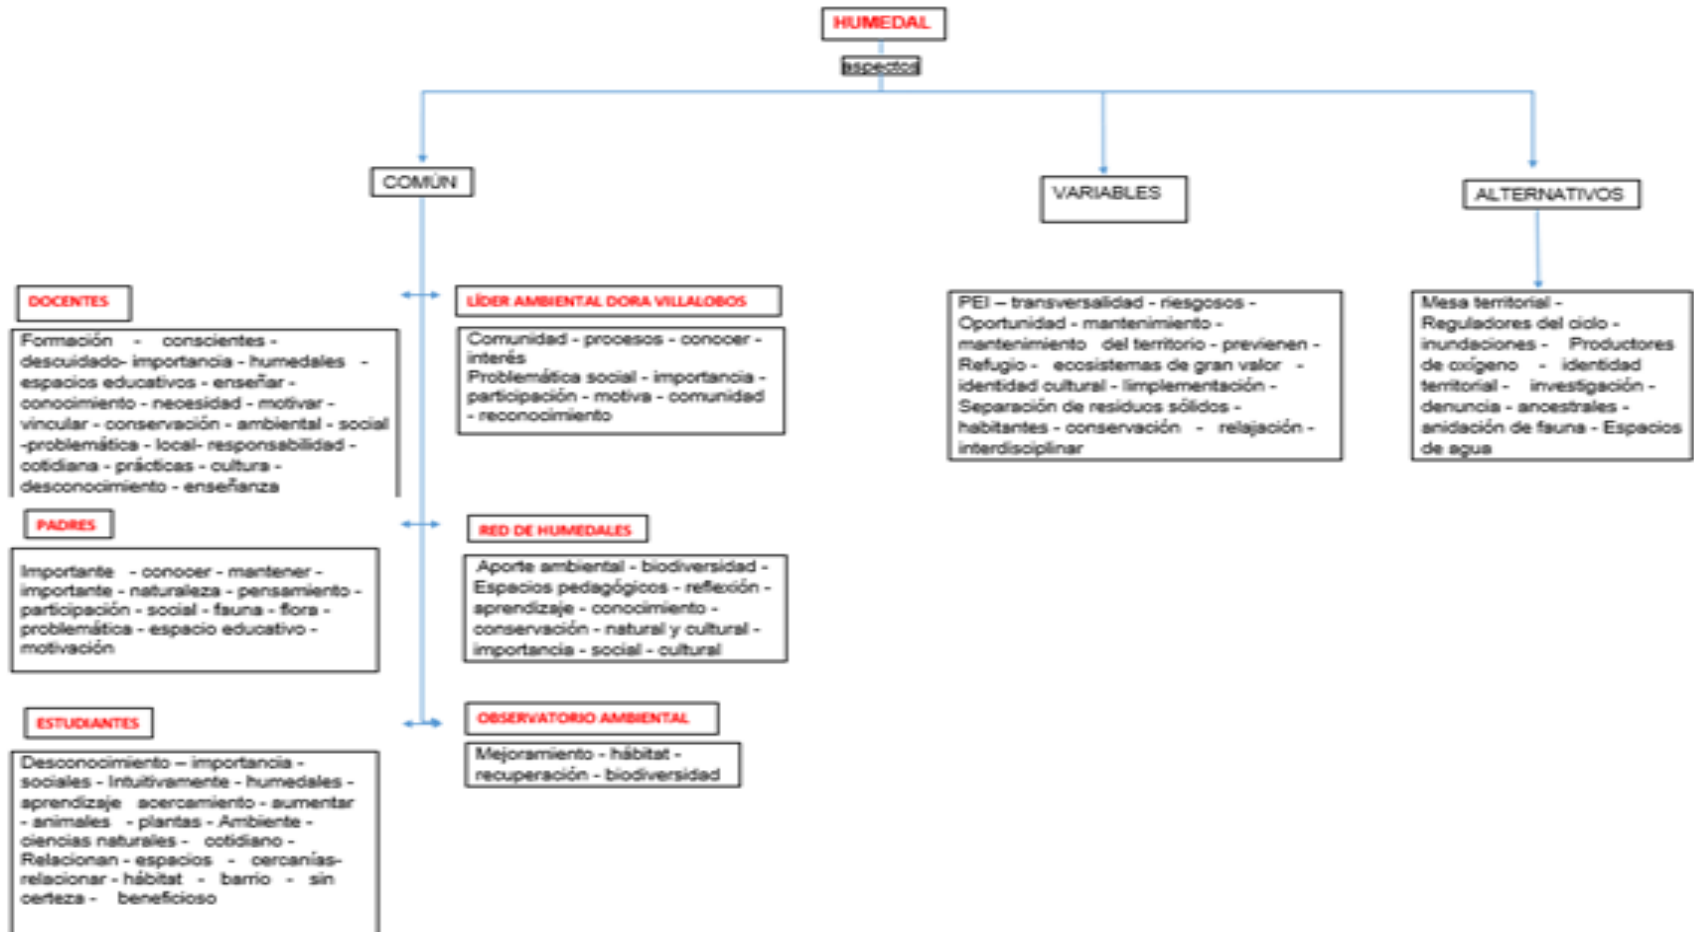 HUMEDAL
aspectos
COMÚN
VARIABLES
ALTERNATIVOS
DOCENTES
Formación - conscientes -
descuidado- importancia - humedales -
espacios educativos - enseñar -
conocimiento - necesidad - motivar -
vincular - conservación - ambiental - social
-problemática - local- responsabilidad -
cotidiana - prácticas - cultura -
desconocimiento - enseñanza
LÍDER AMBIENTAL DORA VILLALOBOS
Comunidad - procesos - conocer -
interés
Problemática social - importancia -
participación - motiva - comunidad
- reconocimiento
PEI – transversalidad - riesgosos -
Oportunidad - mantenimiento -
mantenimiento del territorio - previenen -
Refugio - ecosistemas de gran valor -
identidad cultural - Iimplementación -
Separación de residuos sólidos -
habitantes - conservación - relajación -
interdisciplinar
Mesa territorial -
Reguladores del ciclo -
inundaciones - Productores
de oxígeno - identidad
territorial - investigación -
denuncia - ancestrales -
anidación de fauna - Espacios
de agua
PADRES
Importante - conocer - mantener -
importante - naturaleza - pensamiento -
participación - social - fauna - flora -
problemática - espacio educativo -
motivación
RED DE HUMEDALES
Aporte ambiental - biodiversidad -
Espacios pedagógicos - reflexión -
aprendizaje - conocimiento -
conservación - natural y cultural -
importancia - social - cultural
ESTUDIANTES
Desconocimiento – importancia -
sociales - Intuitivamente - humedales -
aprendizaje acercamiento - aumentar
- animales - plantas - Ambiente -
ciencias naturales - cotidiano -
Relacionan - espacios - cercanías-
relacionar - hábitat - barrio - sin
certeza - beneficioso
OBSERVATORIO AMBIENTAL
Mejoramiento - hábitat -
recuperación - biodiversidad